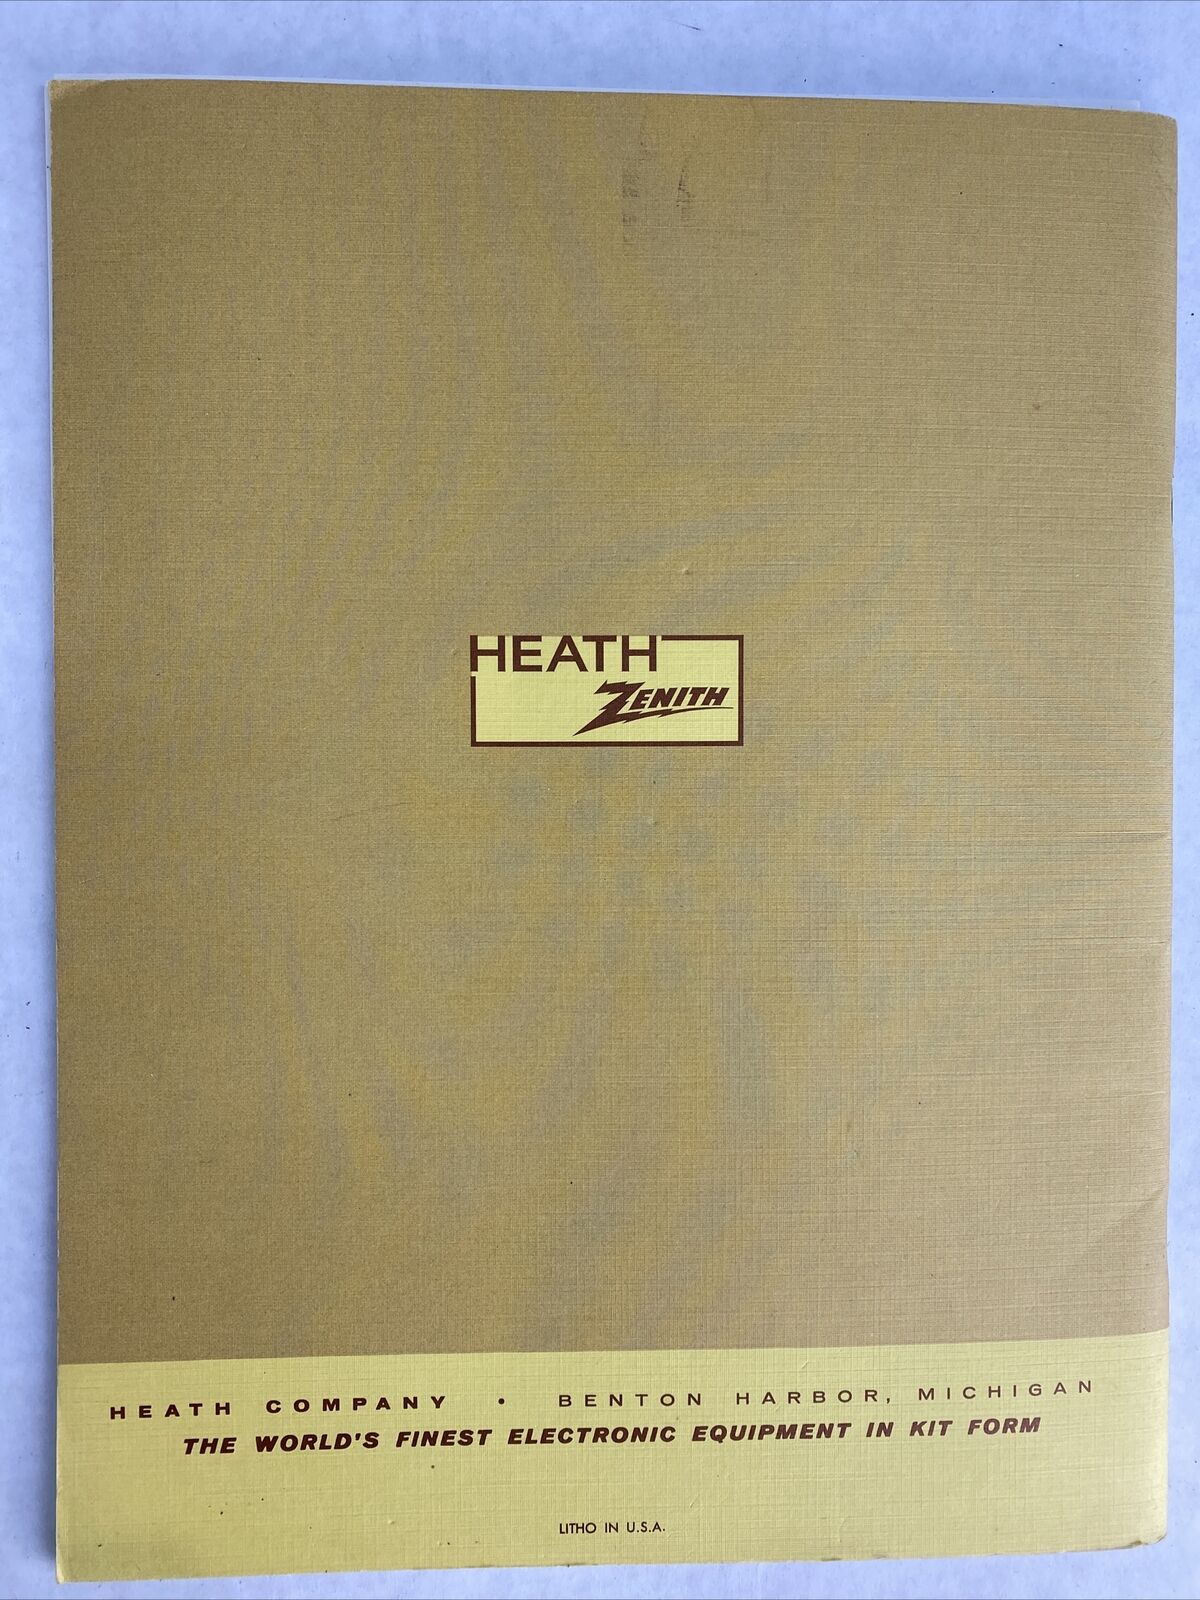 HEATH
ZENITH
HEATH COMPANY • BENTON HARBOR, MICHIGAN
THE WORLD'S FINEST ELECTRONIC EQUIPMENT IN KIT FORM
LITHO IN U.S.A.